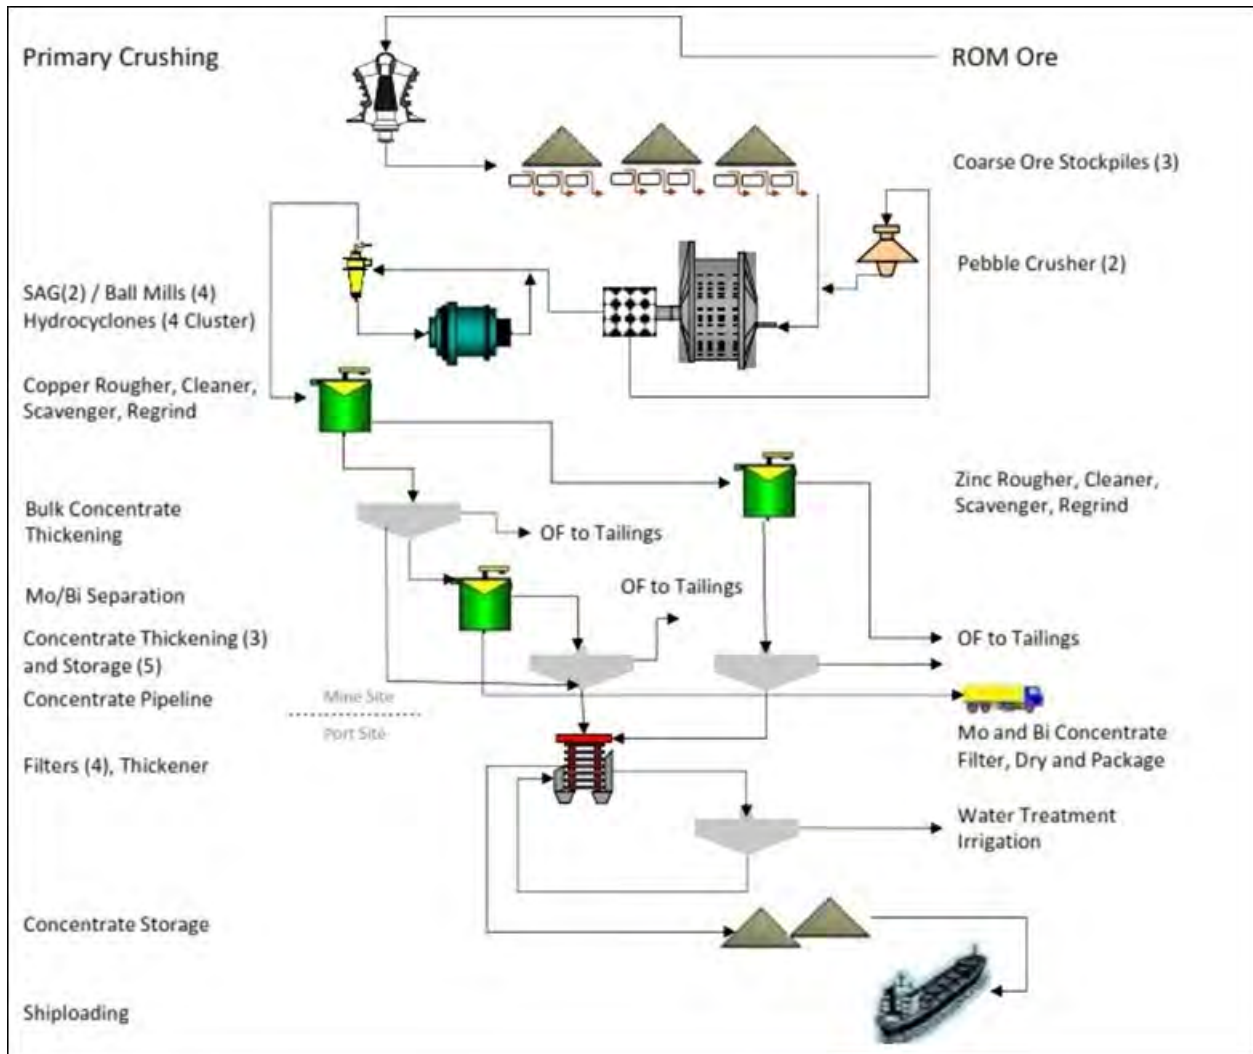 Primary Crushing
ROM Ore
Coarse Ore Stockpiles (3)
Pebble Crusher (2)
SAG(2) / Ball Mills (4)
Hydrocyclones (4 Cluster)
Copper Rougher, Cleaner,
Scavenger, Regrind
Zinc Rougher, Cleaner,
Scavenger, Regrind
Bulk Concentrate
Thickening
OF to Tailings
OF to Tailings
Mo/Bi Separation
Concentrate Thickening (3)
and Storage (5)
OF to Tailings
Concentrate Pipeline
Mine Site
Port Site
Mo and Bi Concentrate
Filter, Dry and Package
Filters (4), Thickener
Water Treatment
Irrigation
Concentrate Storage
Shiploading